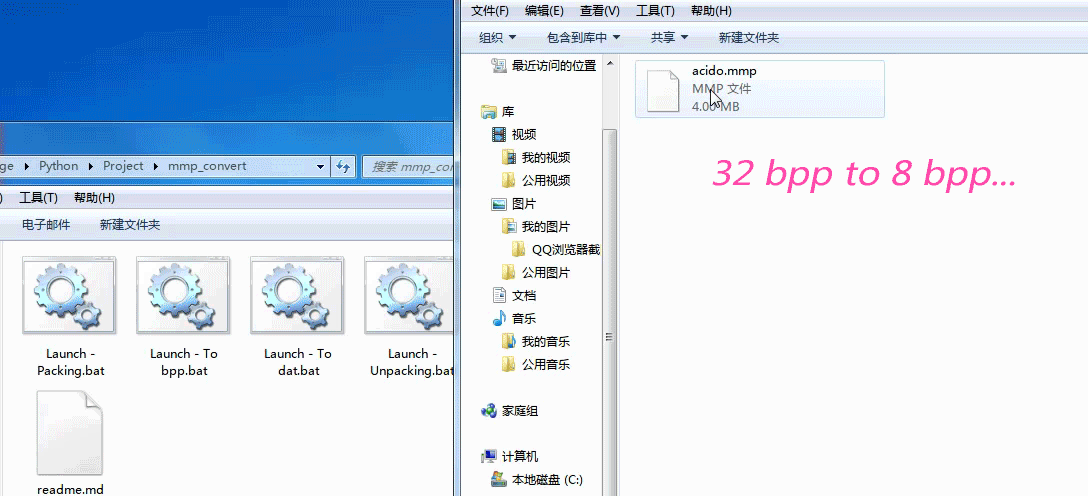 ge ▸ Python ▸ Project ▸ mmp_convert
搜索 mmp_con
工具(T) 帮助(H)
电子邮件 新建文件夹
Launch -
Packing.bat
Launch - To
bpp.bat
Launch - To
dat.bat
Launch -
Unpacking.bat
readme.md
文件(F) 编辑(E) 查看(V) 工具(T) 帮助(H)
组织 包含到库中 共享 新建文件夹
最近访问的位置
库
视频
我的视频
公用视频
图片
我的图片
QQ浏览器截
公用图片
文档
音乐
我的音乐
公用音乐
家庭组
计算机
本地磁盘 (C:)
acido.mmp
MMP 文件
MB
32 bpp to 8 bpp...